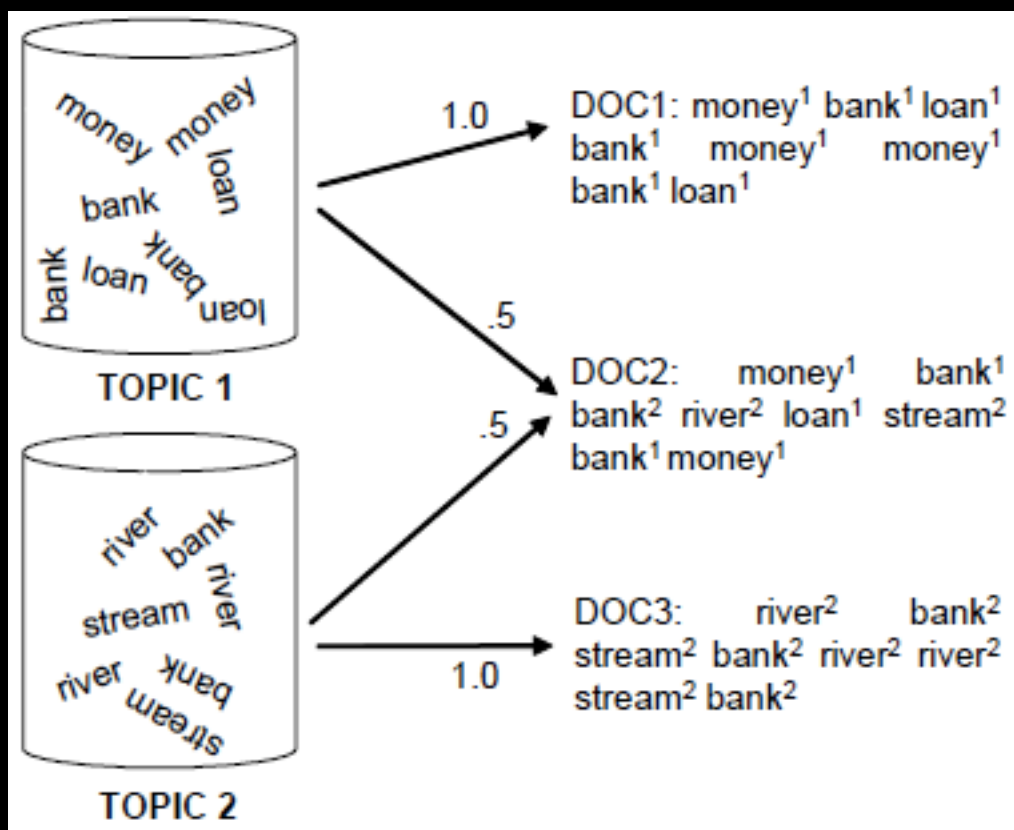 money money
loan
bank
bank
bank loan
loan
TOPIC 1
river bank
river
stream
river bank
stream
TOPIC 2
1.0
.5
.5
1.0
DOC1: money¹ bank¹ loan¹
bank¹ money¹ money¹
bank¹ loan¹
DOC2: money¹ bank¹
bank² river² loan¹ stream²
bank¹ money¹
DOC3: river² bank²
stream² bank² river² river²
stream² bank²